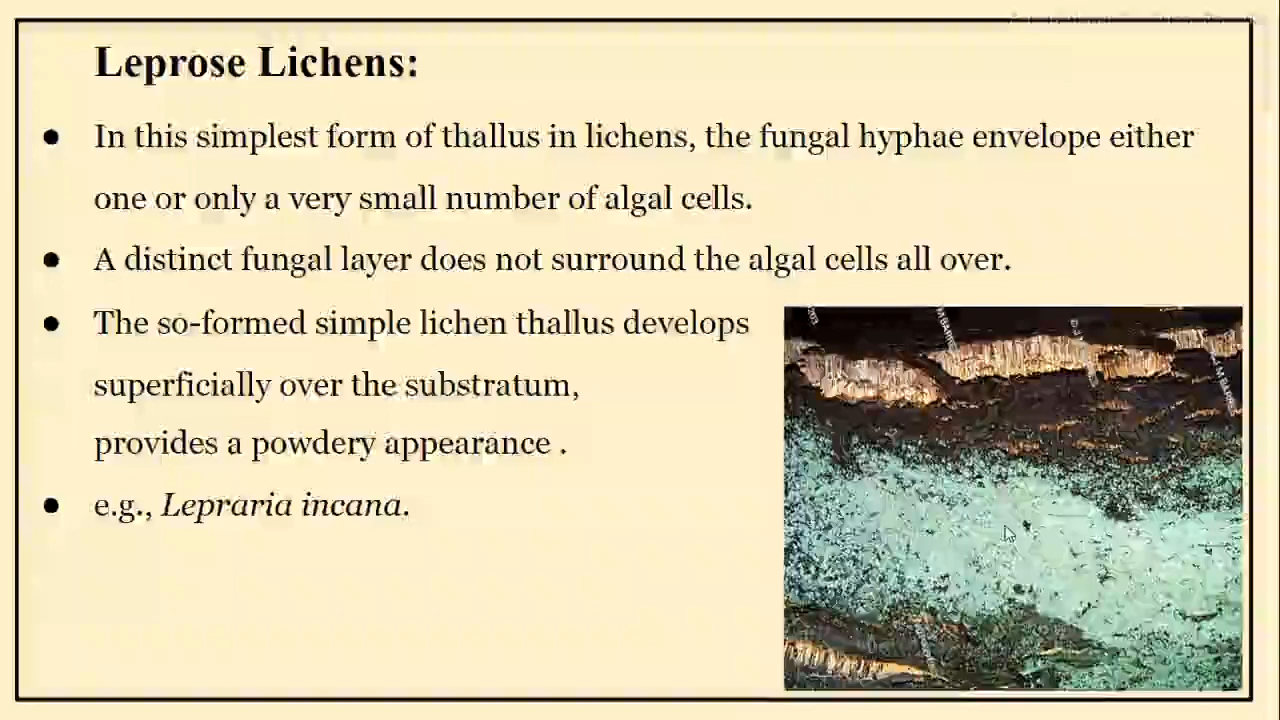 Leprose Lichens:
● In this simplest form of thallus in lichens, the fungal hyphae envelope either
one or only a very small number of algal cells.
● A distinct fungal layer does not surround the algal cells all over.
● The so-formed simple lichen thallus develops
superficially over the substratum,
provides a powdery appearance .
● e.g., Lepraria incana.